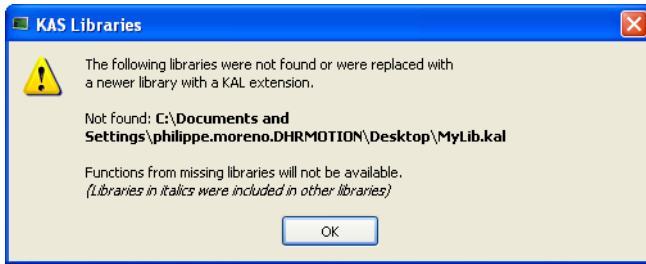 KAS Libraries
The following libraries were not found or were replaced with
a newer library with a KAL extension.
Not found: C:\Documents and
Settings\philippe.moreno.DHRMOTION\Desktop\MyLib.kal
Functions from missing libraries will not be available.
(Libraries in italics were included in other libraries)
OK